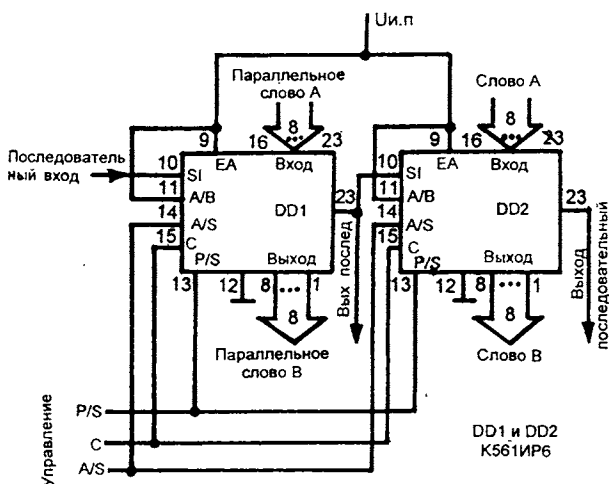 Uи.п
Параллельное
слово А
Слово А
8
8
9
16
23
9
16
23
Последователь
ный вход
10
SI
EA
Вход
11
A/B
14
A/S
DD1
15
C
P/S
Выход
13
12
8
1
23
10
SI
EA
Вход
11
A/B
14
A/S
DD2
15
C
P/S
Выход
13
12
8
1
23
8
8
Вых послед
Выход
последовательный
Параллельное
слово В
Слово В
Управление
P/S
C
A/S
DD1 и DD2
К561ИР6